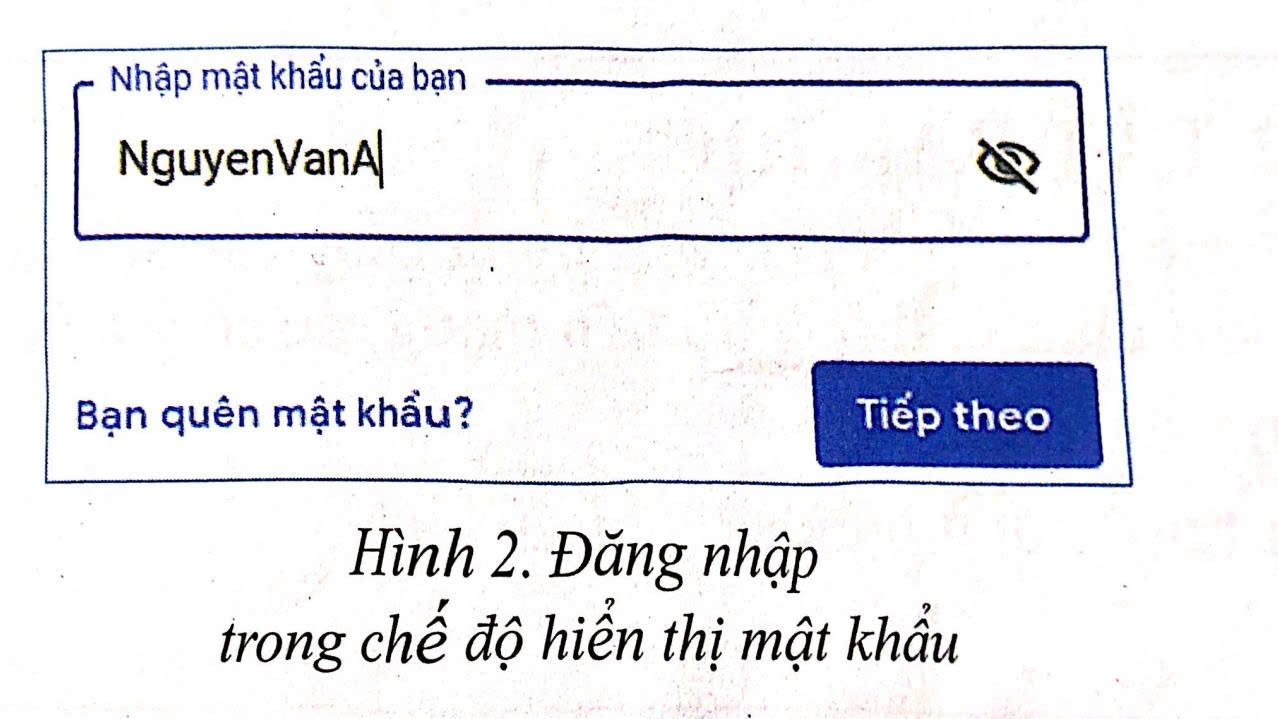 Nhập mật khẩu của bạn
NguyenVanA
Bạn quên mật khẩu?
Tiếp theo
Hình 2. Đăng nhập
trong chế độ hiển thị mật khẩu